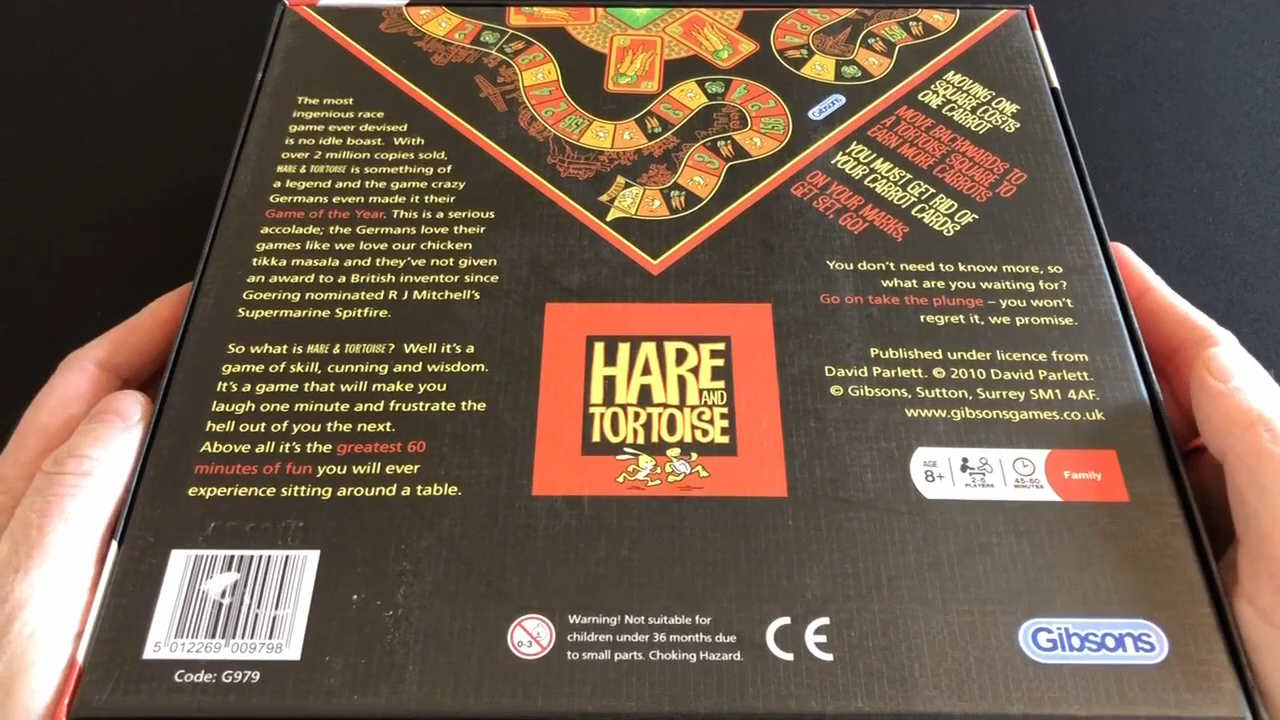 The most
ingenious race
game ever devised
is no idle boast. With
over 2 million copies sold,
HARE & TORTOISE is something of
a legend and the game crazy
Germans even made it their
Game of the Year. This is a serious
accolade; the Germans love their
games like we love our chicken
tikka masala and they've not given
an award to a British inventor since
Goering nominated R J Mitchell's
Supermarine Spitfire.
So what is HARE & TORTOISE? Well it's a
game of skill, cunning and wisdom.
It's a game that will make you
laugh one minute and frustrate the
hell out of you the next.
Above all it's the greatest 60
minutes of fun you will ever
experience sitting around a table.
Gibsons
MOVING ONE
SQUARE COSTS
ONE CARROT
MOVE BACKWARDS TO
A TORTOISE SQUARE TO
EARN MORE CARROTS
YOU MUST GET RID OF
YOUR CARROT CARDS
ON YOUR MARKS,
GET SET, GO!
You don't need to know more, so
what are you waiting for?
Go on take the plunge – you won't
regret it, we promise.
Published under licence from
David Parlett. © 2010 David Parlett.
© Gibsons, Sutton, Surrey SM1 4AF.
www.gibsonsgames.co.uk
HARE
AND
TORTOISE
AGE
8+
2-6
PLAYERS
45-60
MINUTES
Family
5 012269 009798
Code: G979
0-3
Warning! Not suitable for
children under 36 months due
to small parts. Choking Hazard.
CE
Gibsons